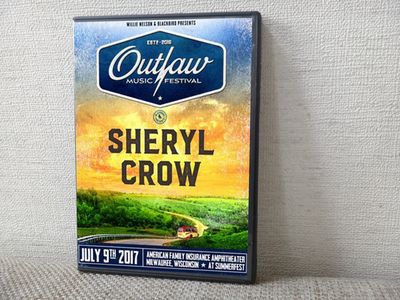 WILLIE NELSON & BLACKBIRD PRESENTS
ESTD 2016
Outlaw
MUSIC FESTIVAL
SHERYL
CROW
JULY 9TH 2017
AMERICAN FAMILY INSURANCE AMPHITHEATER
MILWAUKEE, WISKONSIN ★ AT SUMMERFEST